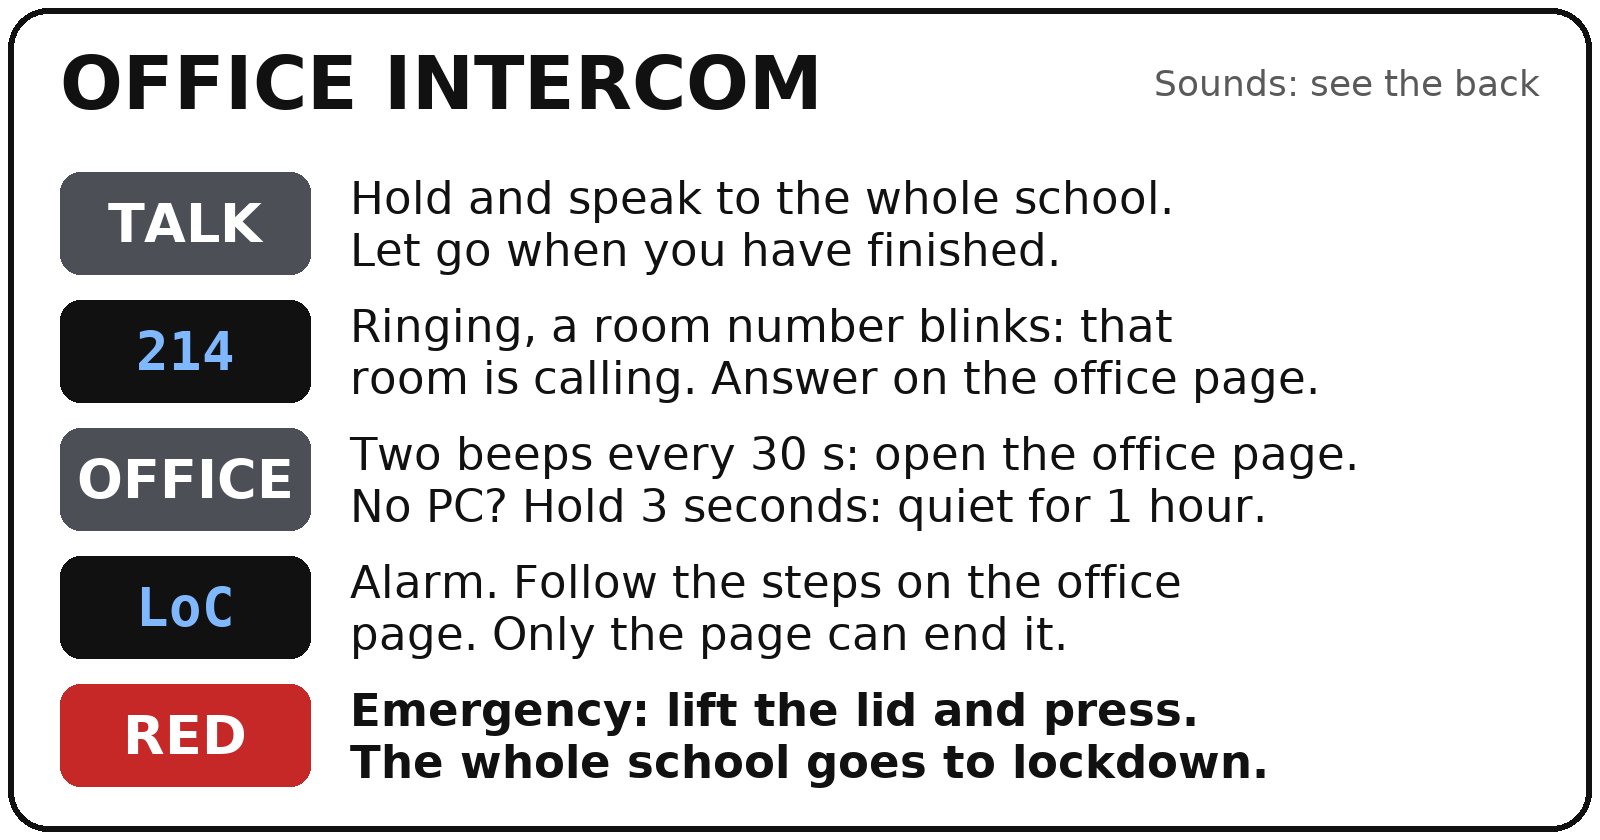 OFFICE INTERCOM
Sounds: see the back
TALK
Hold and speak to the whole school.
Let go when you have finished.
214
Ringing, a room number blinks: that
room is calling. Answer on the office page.
OFFICE
Two beeps every 30 s: open the office page.
No PC? Hold 3 seconds: quiet for 1 hour.
LoC
Alarm. Follow the steps on the office
page. Only the page can end it.
RED
Emergency: lift the lid and press.
The whole school goes to lockdown.